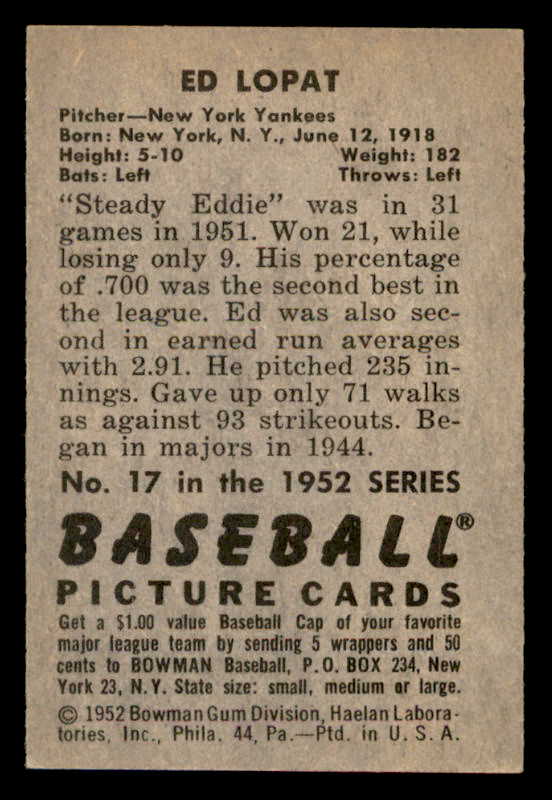 ED LOPAT
Pitcher—New York Yankees
Born: New York, N. Y., June 12, 1918
Height: 5-10 Weight: 182
Bats: Left Throws: Left
"Steady Eddie" was in 31
games in 1951. Won 21, while
losing only 9. His percentage
of .700 was the second best in
the league. Ed was also sec-
ond in earned run averages
with 2.91. He pitched 235 in-
nings. Gave up only 71 walks
as against 93 strikeouts. Be-
gan in majors in 1944.
No. 17 in the 1952 SERIES
BASEBALL®
PICTURE CARDS
Get a $1.00 value Baseball Cap of your favorite
major league team by sending 5 wrappers and 50
cents to BOWMAN Baseball, P.O. BOX 234, New
York 23, N.Y. State size: small, medium or large.
© 1952 Bowman Gum Division, Haelan Labora-
tories, Inc., Phila. 44, Pa.—Ptd. in U. S. A.